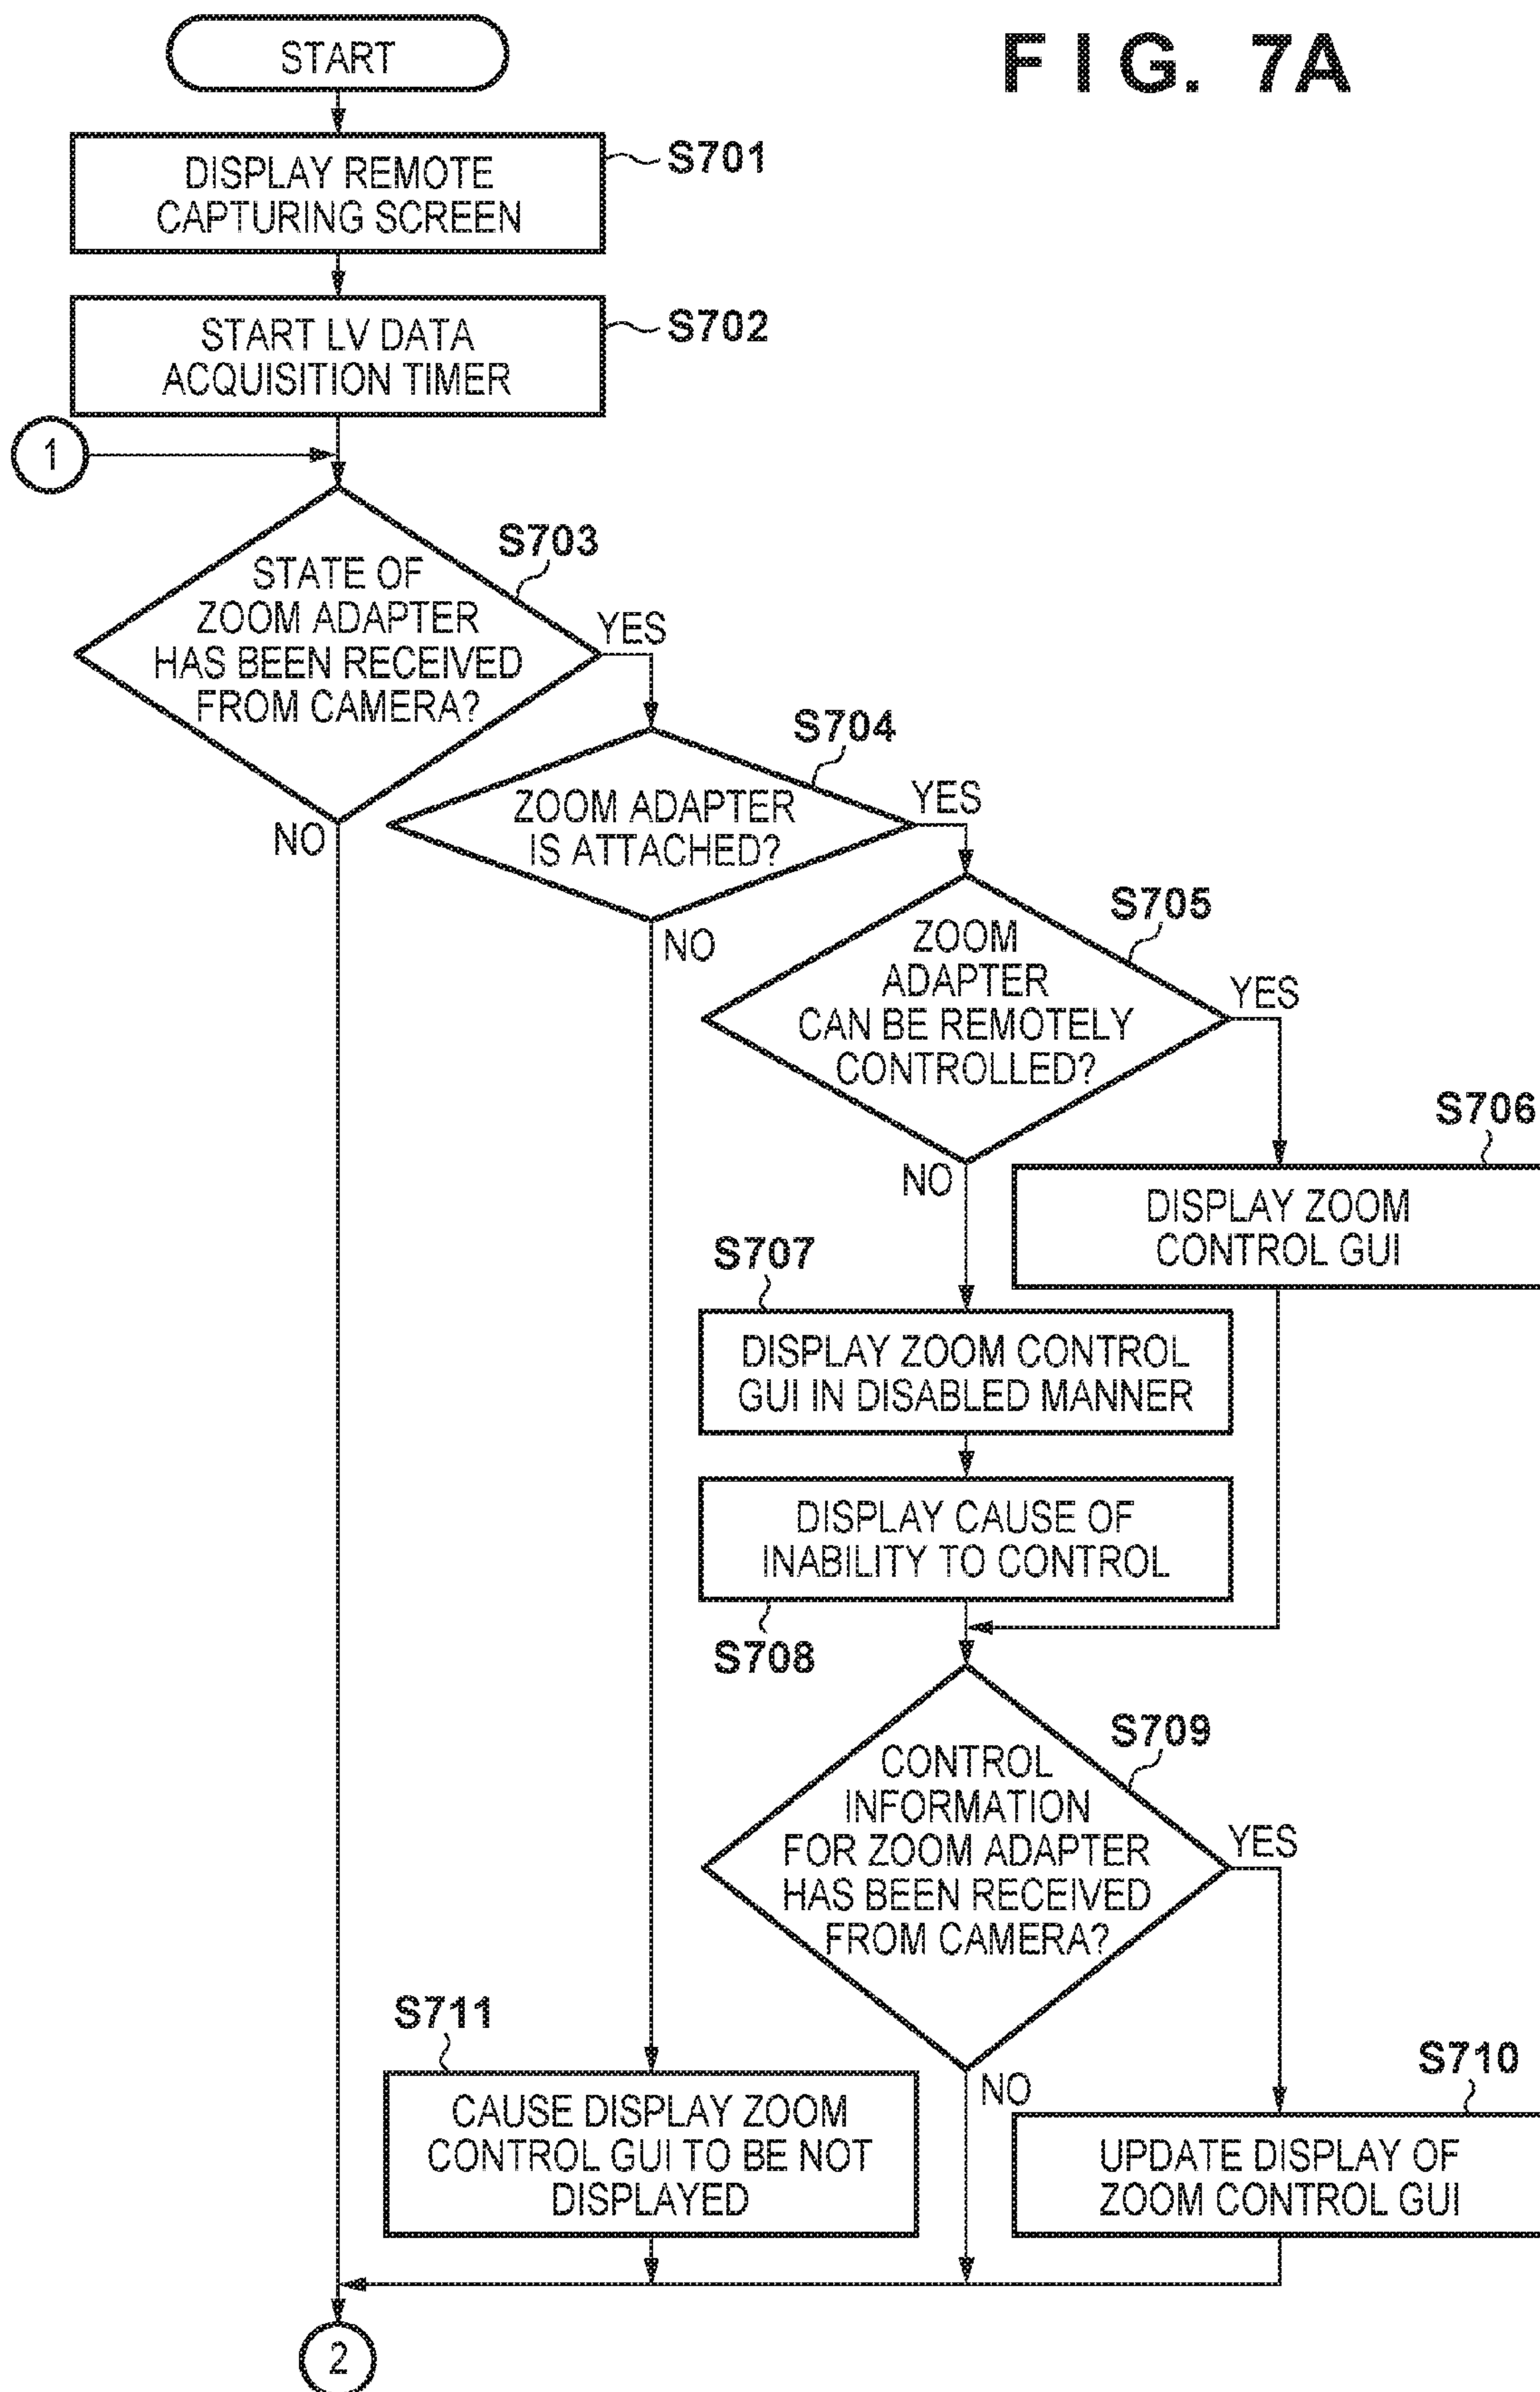 FIG. 7A
START
DISPLAY REMOTE
CAPTURING SCREEN
S701
START LV DATA
ACQUISITION TIMER
S702
1
STATE OF
ZOOM ADAPTER
HAS BEEN RECEIVED
FROM CAMERA?
S703
YES
NO
ZOOM ADAPTER
IS ATTACHED?
S704
YES
NO
ZOOM
ADAPTER
CAN BE REMOTELY
CONTROLLED?
S705
YES
NO
S706
DISPLAY ZOOM
CONTROL GUI
S707
DISPLAY ZOOM CONTROL
GUI IN DISABLED MANNER
DISPLAY CAUSE OF
INABILITY TO CONTROL
S708
CONTROL
INFORMATION
FOR ZOOM ADAPTER
HAS BEEN RECEIVED
FROM CAMERA?
S709
YES
NO
S711
CAUSE DISPLAY ZOOM
CONTROL GUI TO BE NOT
DISPLAYED
S710
UPDATE DISPLAY OF
ZOOM CONTROL GUI
2